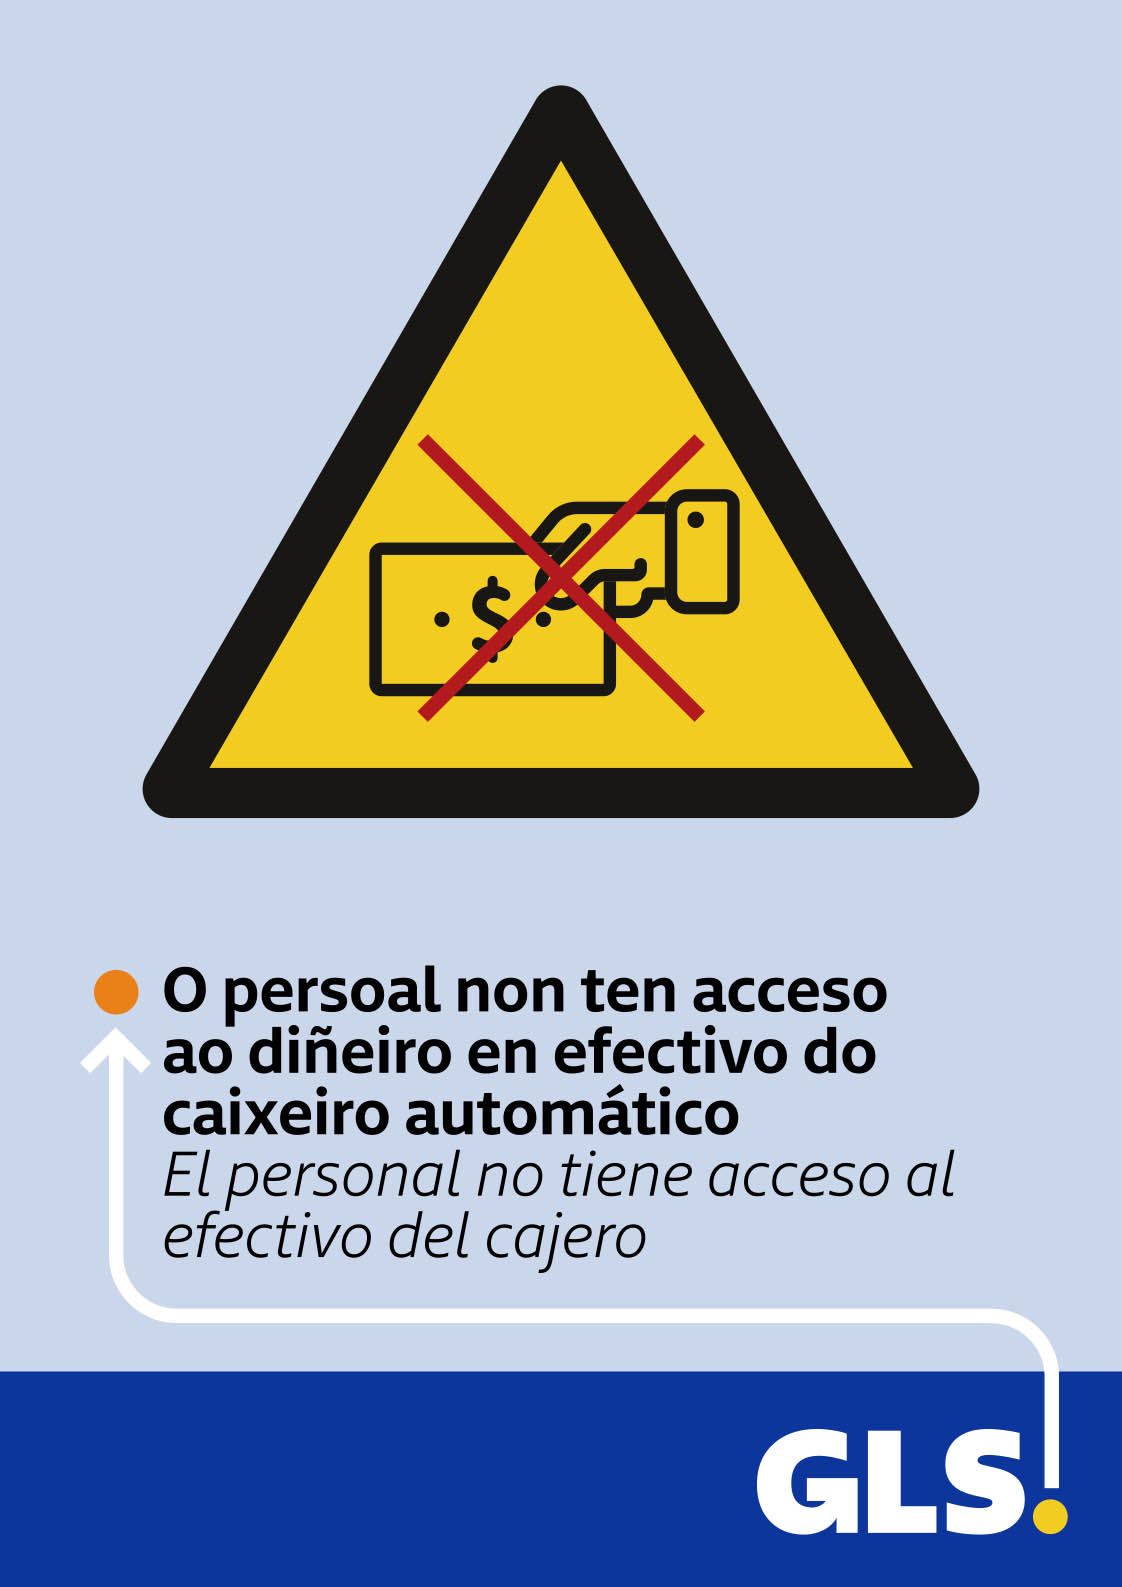 $
O persoal non ten acceso
ao diñeiro en efectivo do
caixeiro automático
El personal no tiene acceso al
efectivo del cajero
GLS.